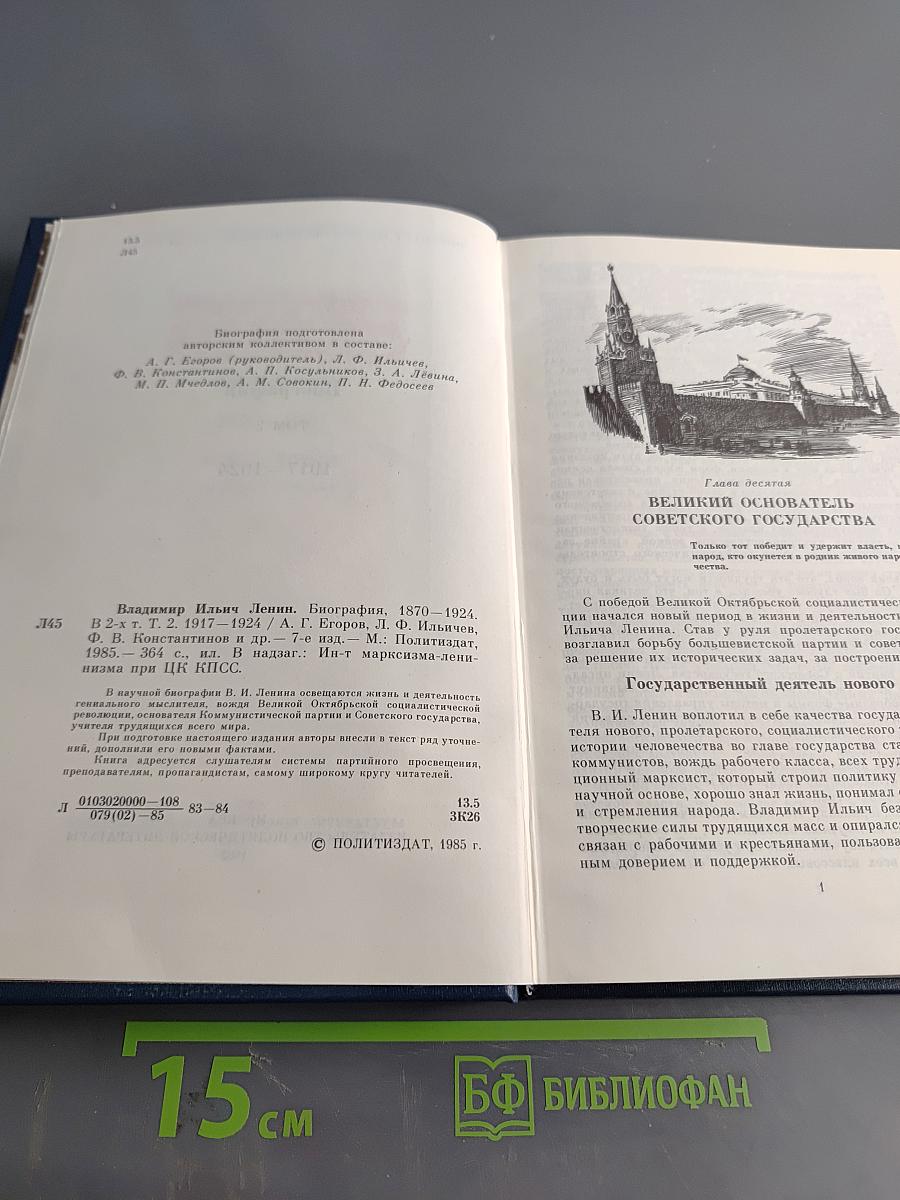 13.5
Л45
Биография подготовлена
авторским коллективом в составе:
А. Г. Егоров (руководитель), Л. Ф. Ильичев,
Ф. В. Константинов, А. П. Косульников, З. А. Лёвина,
М. П. Мчедлов, А. М. Совокин, П. Н. Федосеев
Владимир Ильич Ленин. Биография, 1870—1924.
Л45 В 2-х т. Т. 2. 1917—1924 / А. Г. Егоров, Л. Ф. Ильичев,
Ф. В. Константинов и др.— 7-е изд.— М.: Политиздат,
1985.— 364 с., ил. В надзаг.: Ин-т марксизма-лени-
низма при ЦК КПСС.
В научной биографии В. И. Ленина освещаются жизнь и деятельность
гениального мыслителя, вождя Великой Октябрьской социалистической
революции, основателя Коммунистической партии и Советского государства,
учителя трудящихся всего мира.
При подготовке настоящего издания авторы внесли в текст ряд уточне-
ний, дополнили его новыми фактами.
Книга адресуется слушателям системы партийного просвещения,
преподавателям, пропагандистам, самому широкому кругу читателей.
Л 0103020000—108 83—84
079(02)—85
13.5
3К26
© ПОЛИТИЗДАТ, 1985 г.
Глава десятая
ВЕЛИКИЙ ОСНОВАТЕЛЬ
СОВЕТСКОГО ГОСУДАРСТВА
Только тот победит и удержит власть,
народ, кто окунется в родник живого нар
чества.
С победой Великой Октябрьской социалистичес
ции начался новый период в жизни и деятельност
Ильича Ленина. Став у руля пролетарского гос
возглавил борьбу большевистской партии и совет
за решение их исторических задач, за построени
Государственный деятель нового
В. И. Ленин воплотил в себе качества госуда
теля нового, пролетарского, социалистического
истории человечества во главе государства ста
коммунистов, вождь рабочего класса, всех труд
ционный марксист, который строил политику
научной основе, хорошо знал жизнь, понимал
и стремления народа. Владимир Ильич без
творческие силы трудящихся масс и опиралс
связан с рабочими и крестьянами, пользова
ным доверием и поддержкой.
1
15 см
БФ БИБЛИОФАН